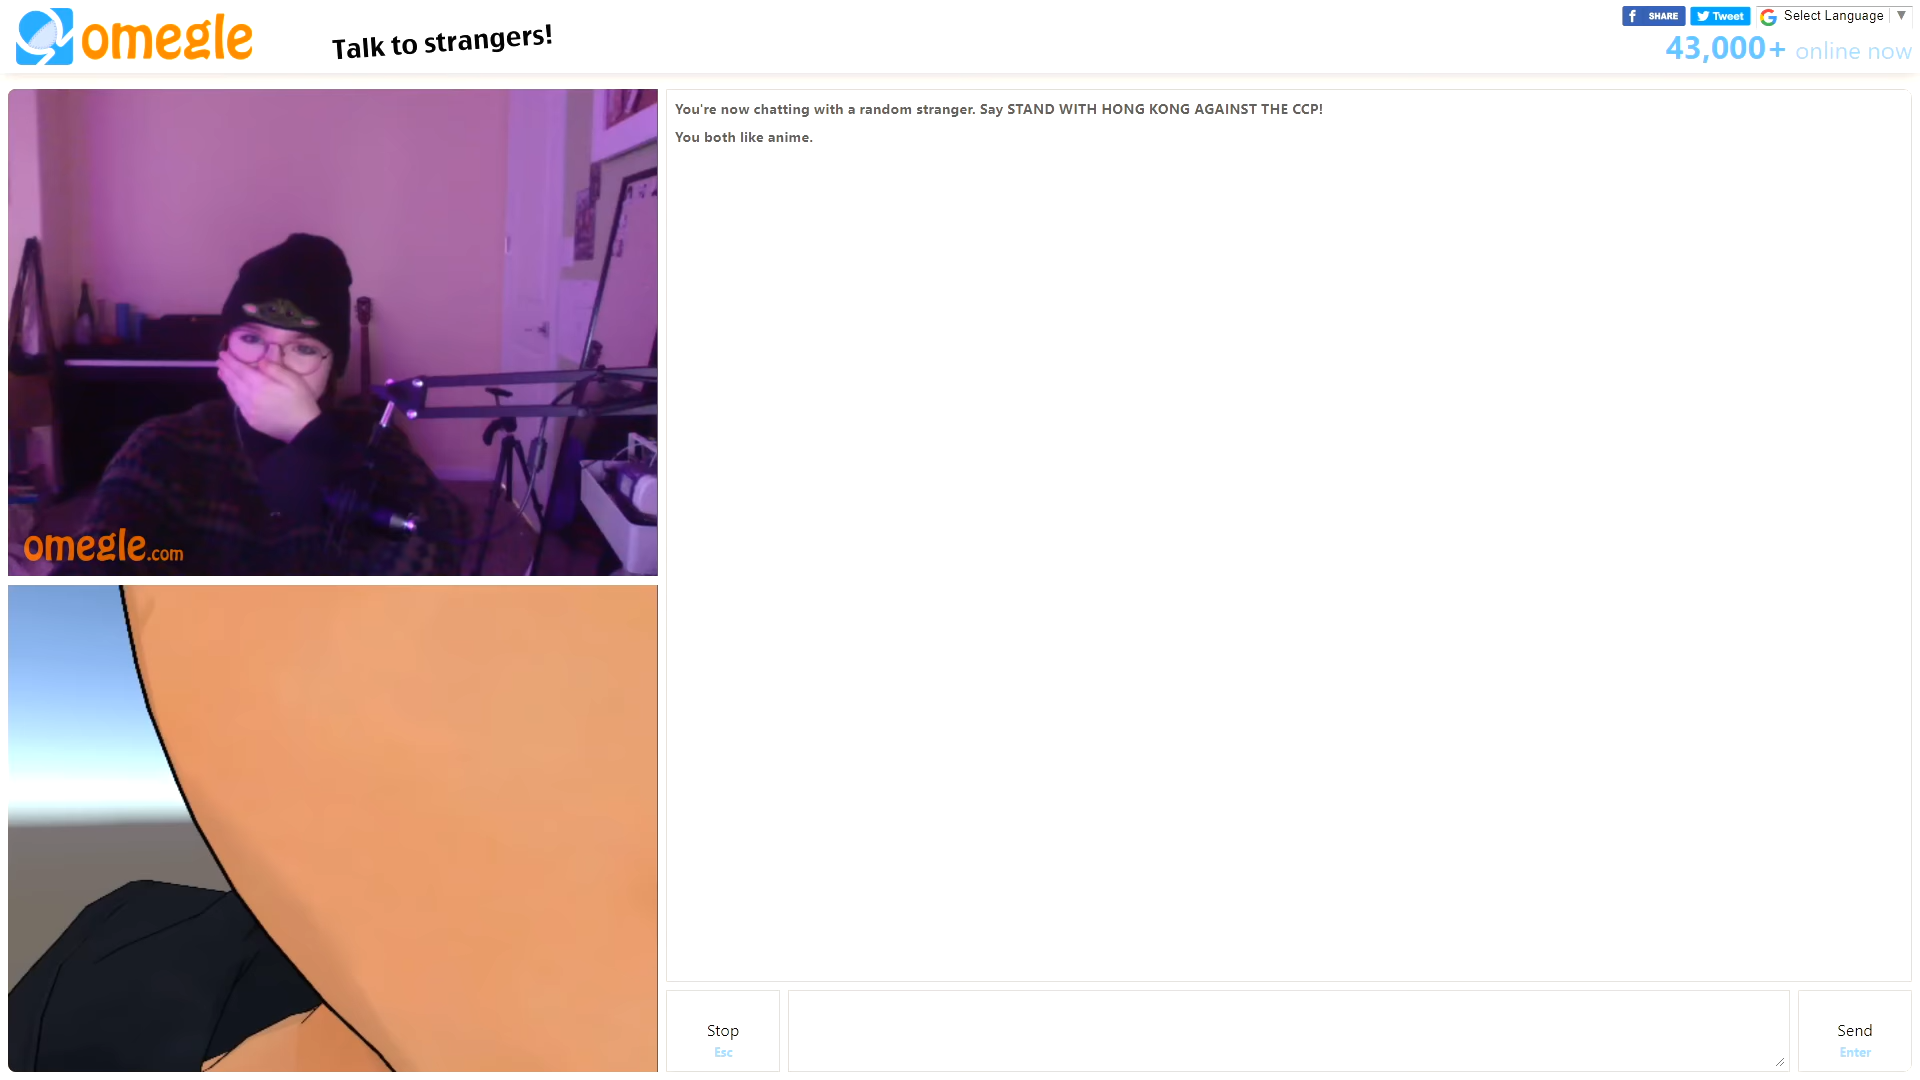 omegle
Talk to strangers!
SHARE
Tweet
Select Language ▼
43,000+ online now
You're now chatting with a random stranger. Say STAND WITH HONG KONG AGAINST THE CCP!
You both like anime.
omegle.com
Stop
Esc
Send
Enter